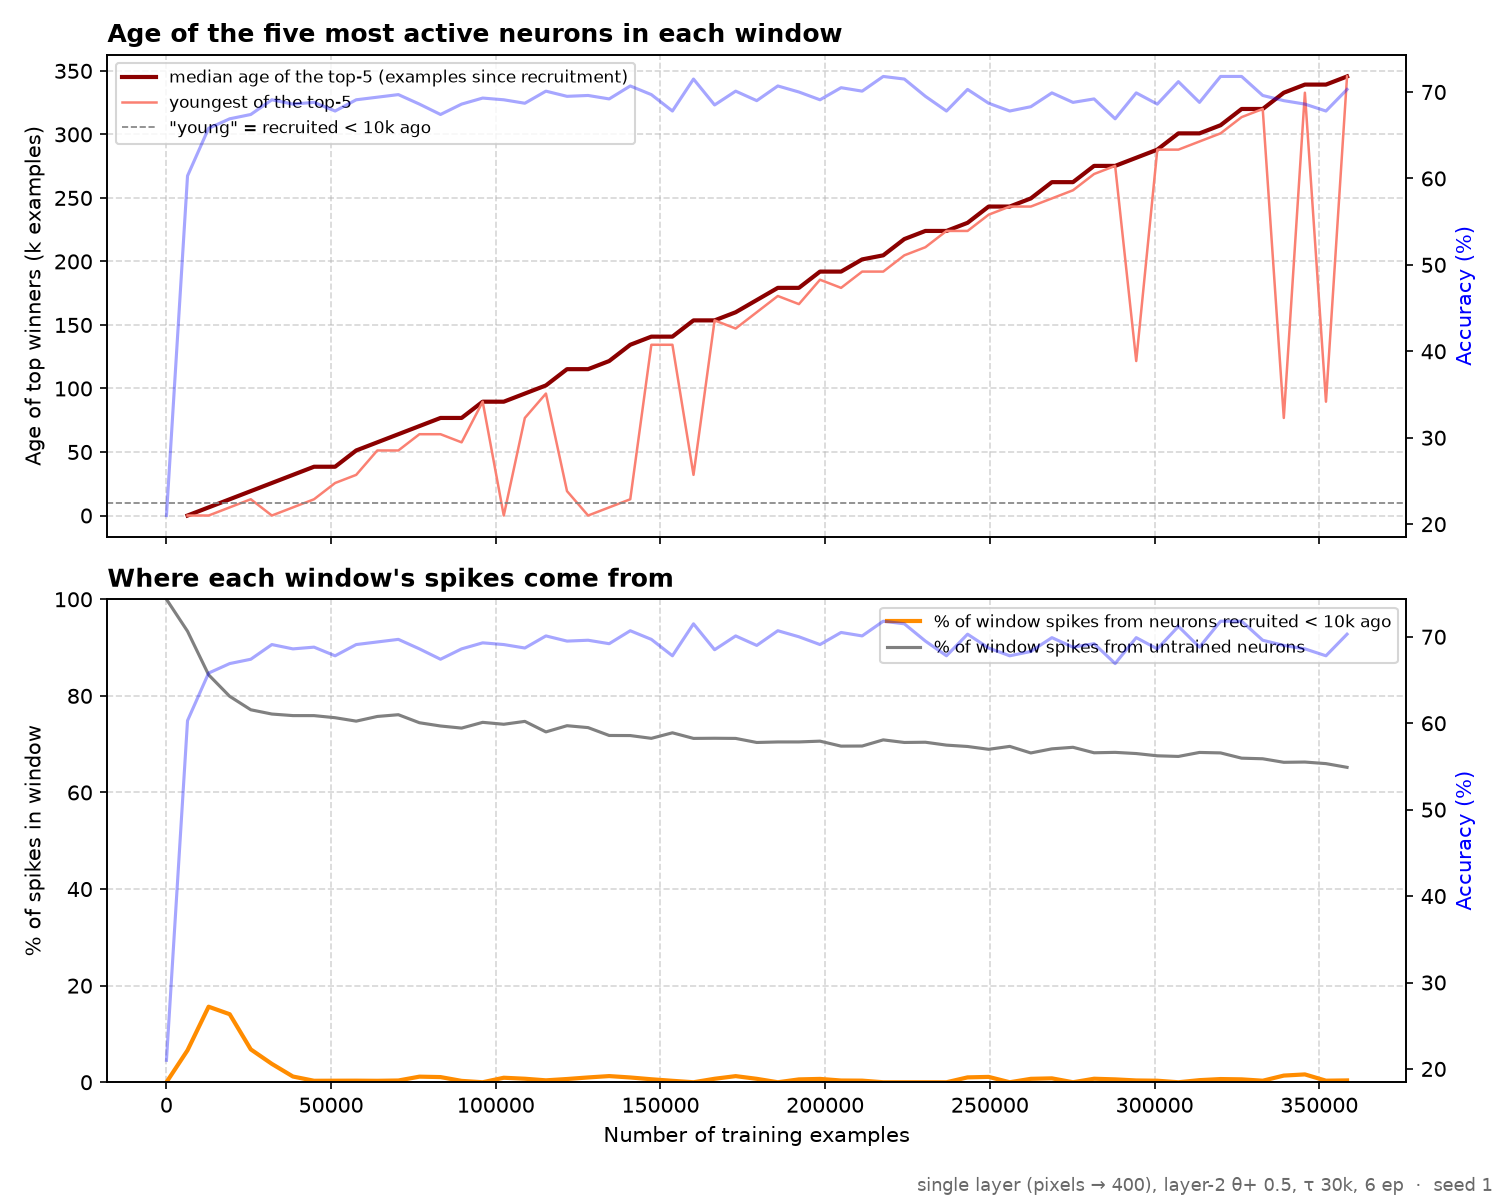 Age of the five most active neurons in each window
median age of the top-5 (examples since recruitment)
youngest of the top-5
"young" = recruited < 10k ago
Age of top winners (k examples)
350
300
250
200
150
100
50
0
Accuracy (%)
70
60
50
40
30
20
Where each window's spikes come from
% of window spikes from neurons recruited < 10k ago
% of window spikes from untrained neurons
% of spikes in window
100
80
60
40
20
0
Accuracy (%)
70
60
50
40
30
20
0 50000 100000 150000 200000 250000 300000 350000
Number of training examples
single layer (pixels → 400), layer-2 θ+ 0.5, τ 30k, 6 ep · seed 1